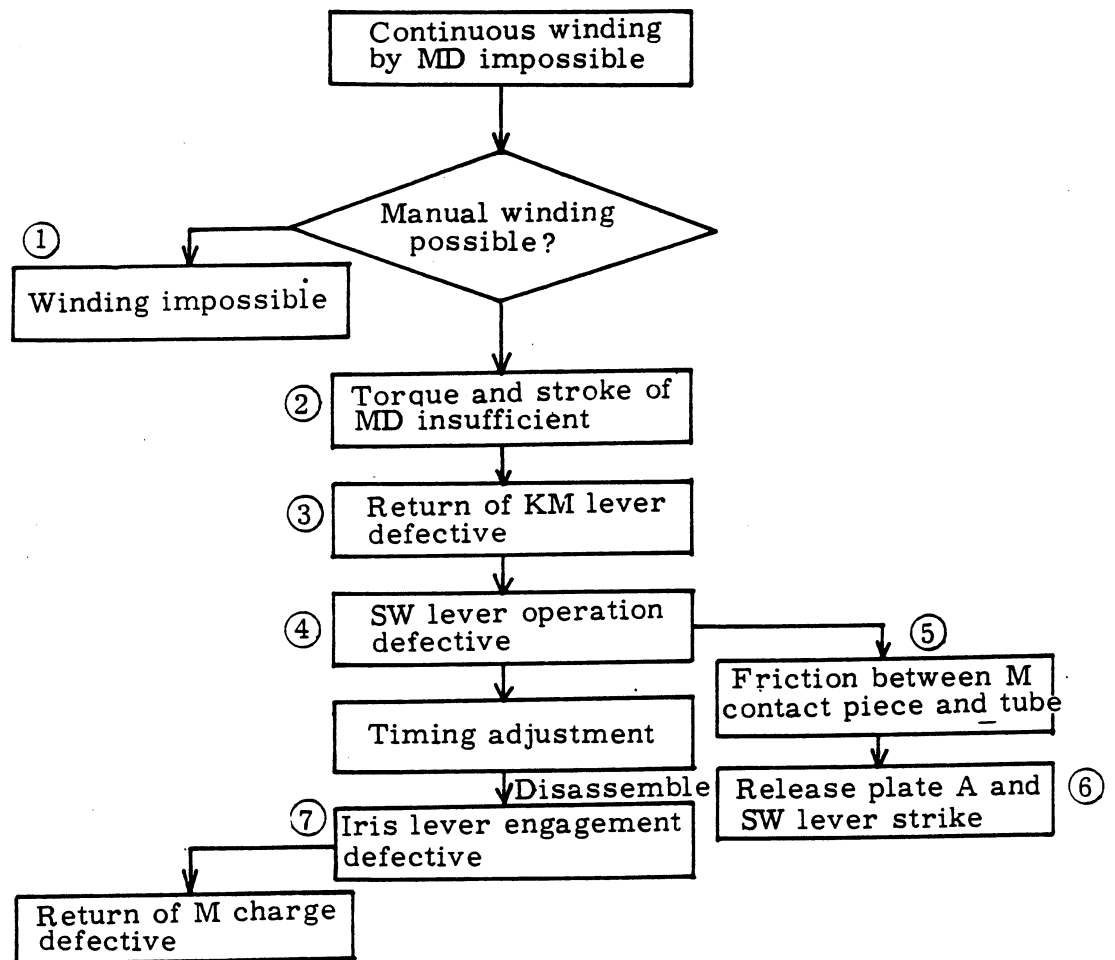 Continuous winding
by MD impossible
Manual winding
possible?
①
Winding impossible
②
Torque and stroke of
MD insufficient
③
Return of KM lever
defective
④
SW lever operation
defective
⑤
Friction between M
contact piece and tube
Timing adjustment
Disassemble
⑥
Release plate A and
SW lever strike
⑦
Iris lever engagement
defective
Return of M charge
defective